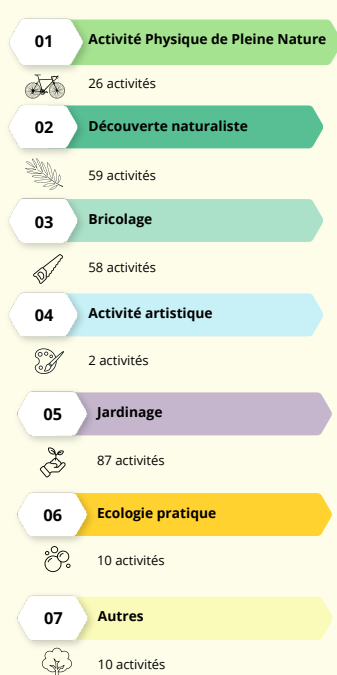 01
Activité Physique de Pleine Nature
26 activités
02
Découverte naturaliste
59 activités
03
Bricolage
58 activités
04
Activité artistique
2 activités
05
Jardinage
87 activités
06
Ecologie pratique
10 activités
07
Autres
10 activités